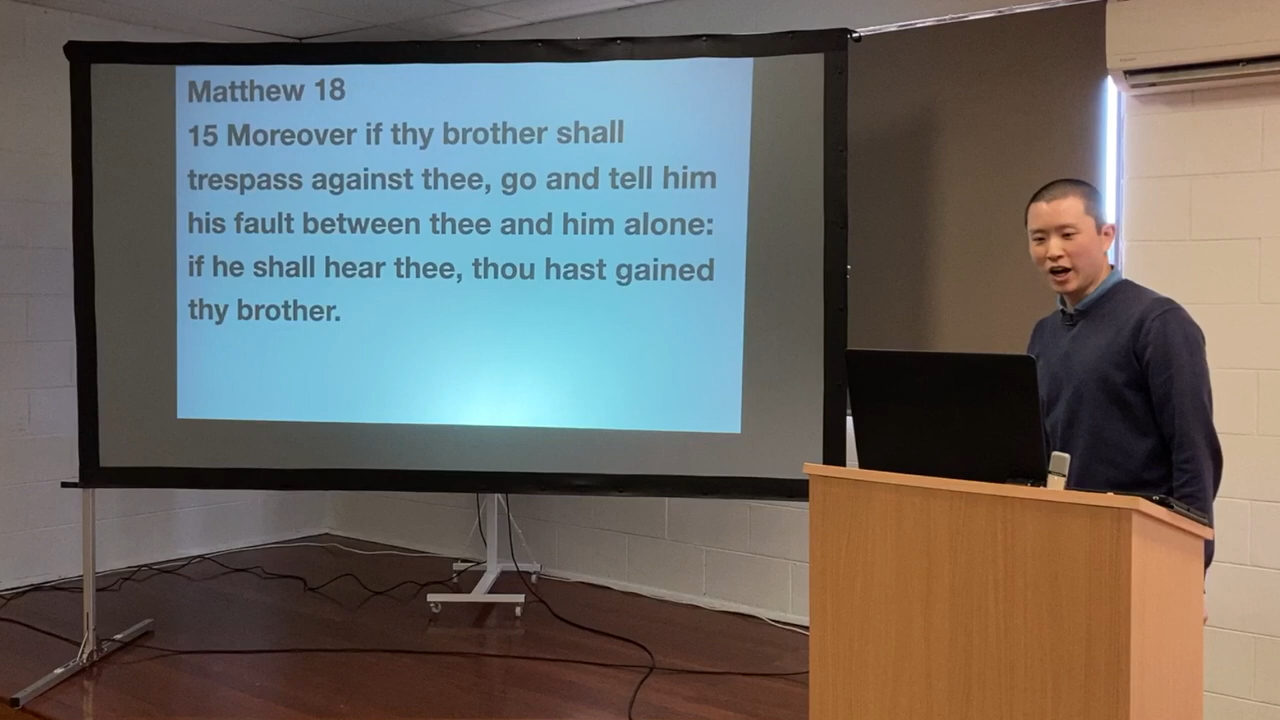 Matthew 18
15 Moreover if thy brother shall
trespass against thee, go and tell him
his fault between thee and him alone:
if he shall hear thee, thou hast gained
thy brother.